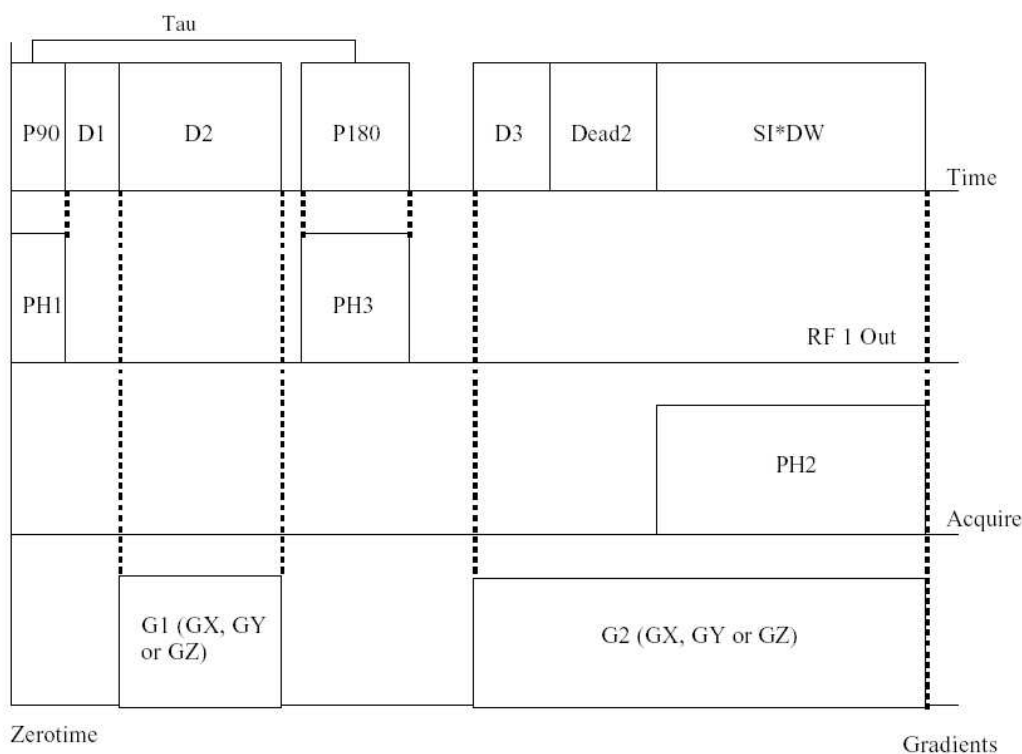 Tau
P90 D1 D2 P180 D3 Dead2 SI*DW
Time
PH1 PH3
RF 1 Out
PH2
Acquire
G1 (GX, GY
or GZ)
G2 (GX, GY or GZ)
Zerotime
Gradients